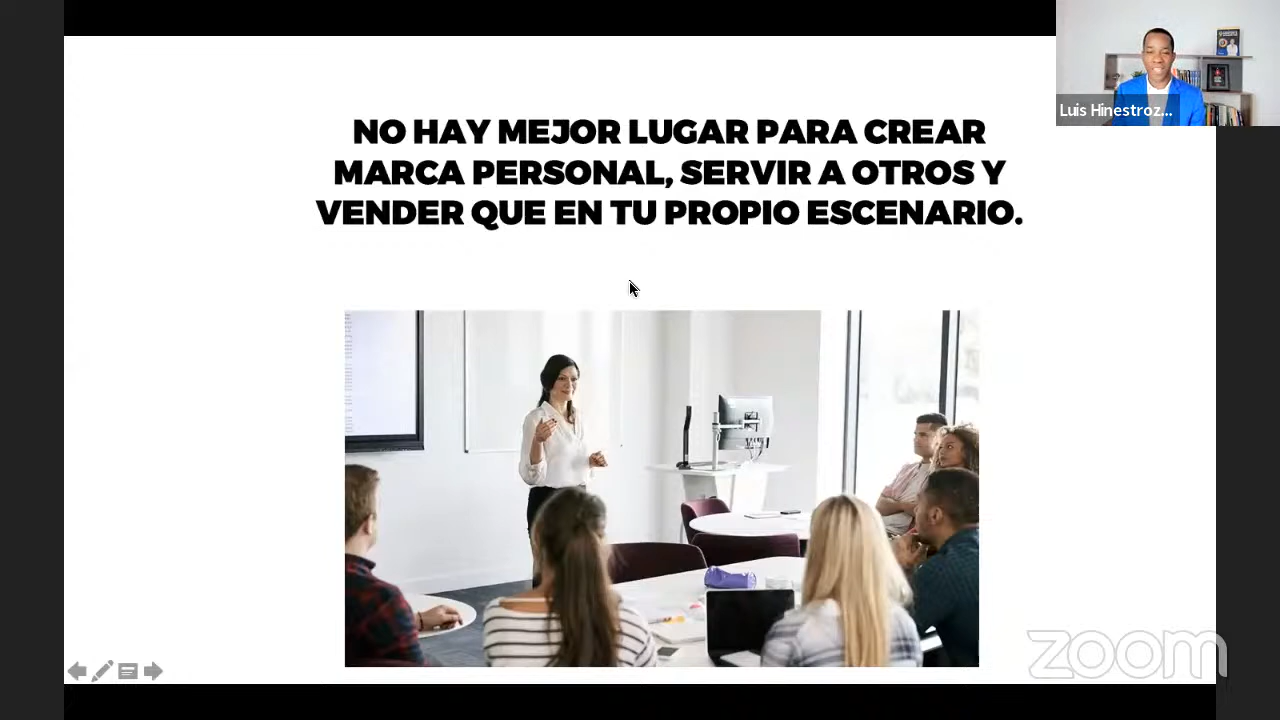 NO HAY MEJOR LUGAR PARA CREAR
MARCA PERSONAL, SERVIR A OTROS Y
VENDER QUE EN TU PROPIO ESCENARIO.
Luis Hinestroz...
zoom